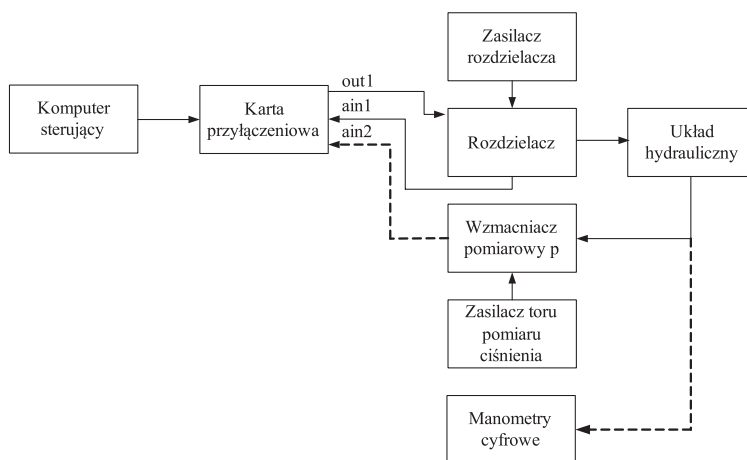 Zasilacz
rozdzielacza
Komputer
sterujący
Karta
przyłączeniowa
out1
ain1
ain2
Rozdzielacz
Układ
hydrauliczny
Wzmacniacz
pomiarowy p
Zasilacz toru
pomiaru
ciśnienia
Manometry
cyfrowe